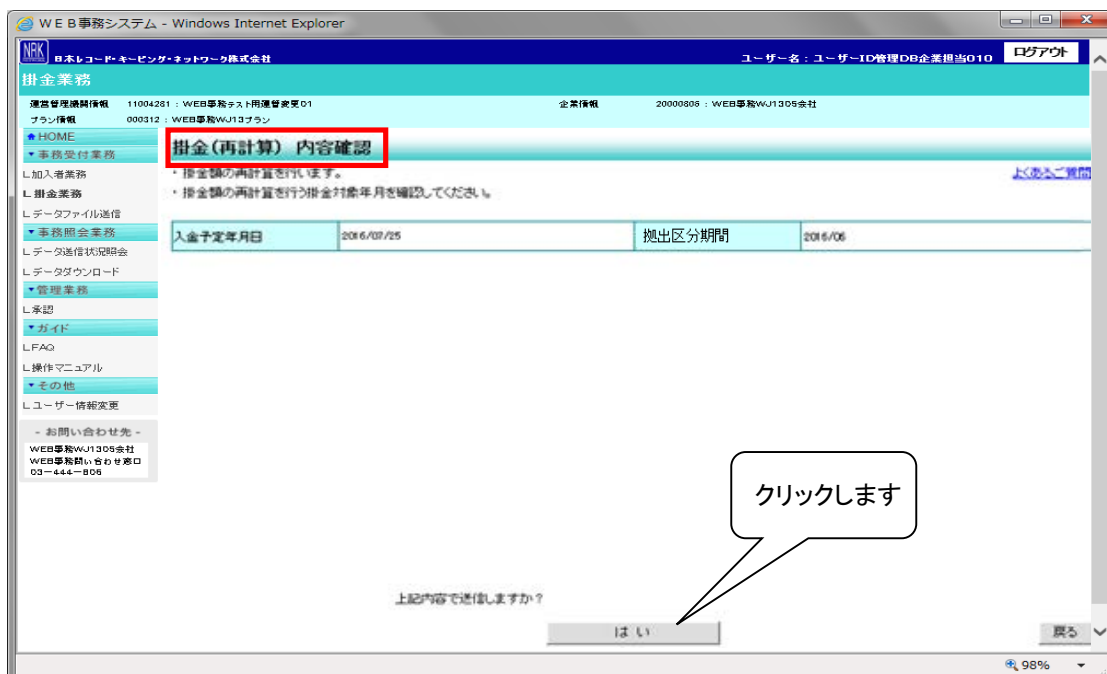 WEB事務システム - Windows Internet Explorer
NRK 日本レコード・キーピング・ネットワーク株式会社
ユーザー名：ユーザーID管理DB企業担当010 ログアウト
掛金業務
運営管理機関情報 11004281：WEB事務テスト用運管変更01 企業情報 20000806：WEB事務WJ1305会社
プラン情報 000312：WEB事務WJ13プラン
HOME
事務受付業務
L加入者業務
L掛金業務
Lデータファイル送信
事務照会業務
Lデータ送信状況照会
Lデータダウンロード
管理業務
L承認
ガイド
LFAQ
L操作マニュアル
その他
Lユーザー情報変更
- お問い合わせ先 -
WEB事務WJ1305会社
WEB事務問い合わせ窓口
03-444-806
掛金(再計算) 内容確認
・掛金額の再計算を行います。
よくあるご質問
・掛金額の再計算を行う掛金対象年月を確認してください。
入金予定年月日 2016/07/25 拠出区分期間 2016/06
クリックします
上記内容で送信しますか？
はい
戻る
98%